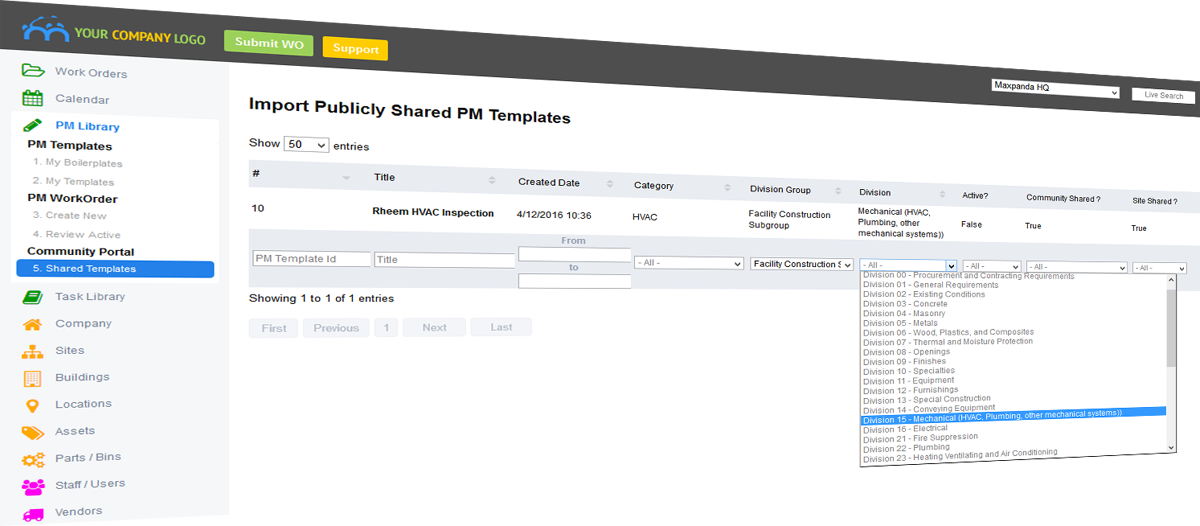 YOUR COMPANY LOGO
Submit WO
Support
Maxpanda HQ
Live Search
Work Orders
Calendar
PM Library
PM Templates
1. My Boilerplates
2. My Templates
PM WorkOrder
3. Create New
4. Review Active
Community Portal
5. Shared Templates
Task Library
Company
Sites
Buildings
Locations
Assets
Parts / Bins
Staff / Users
Vendors
Import Publicly Shared PM Templates
Show 50 entries
# Title Created Date Category Division Group Division Active? Community Shared ? Site Shared ?
10 Rheem HVAC Inspection 4/12/2016 10:36 HVAC Facility Construction Subgroup Mechanical (HVAC, Plumbing, other mechanical systems)) False True True
From
PM Template Id Title - All - Facility Construction S - All - - All - - All - - All -
to
Showing 1 to 1 of 1 entries
First Previous 1 Next Last
Division 00 - Procurement and Contracting Requirements
Division 01 - General Requirements
Division 02 - Existing Conditions
Division 03 - Concrete
Division 04 - Masonry
Division 05 - Metals
Division 06 - Wood, Plastics, and Composites
Division 07 - Thermal and Moisture Protection
Division 08 - Openings
Division 09 - Finishes
Division 10 - Specialties
Division 11 - Equipment
Division 12 - Furnishings
Division 13 - Special Construction
Division 14 - Conveying Equipment
Division 15 - Mechanical (HVAC, Plumbing, other mechanical systems))
Division 16 - Electrical
Division 21 - Fire Suppression
Division 22 - Plumbing
Division 23 - Heating Ventilating and Air Conditioning